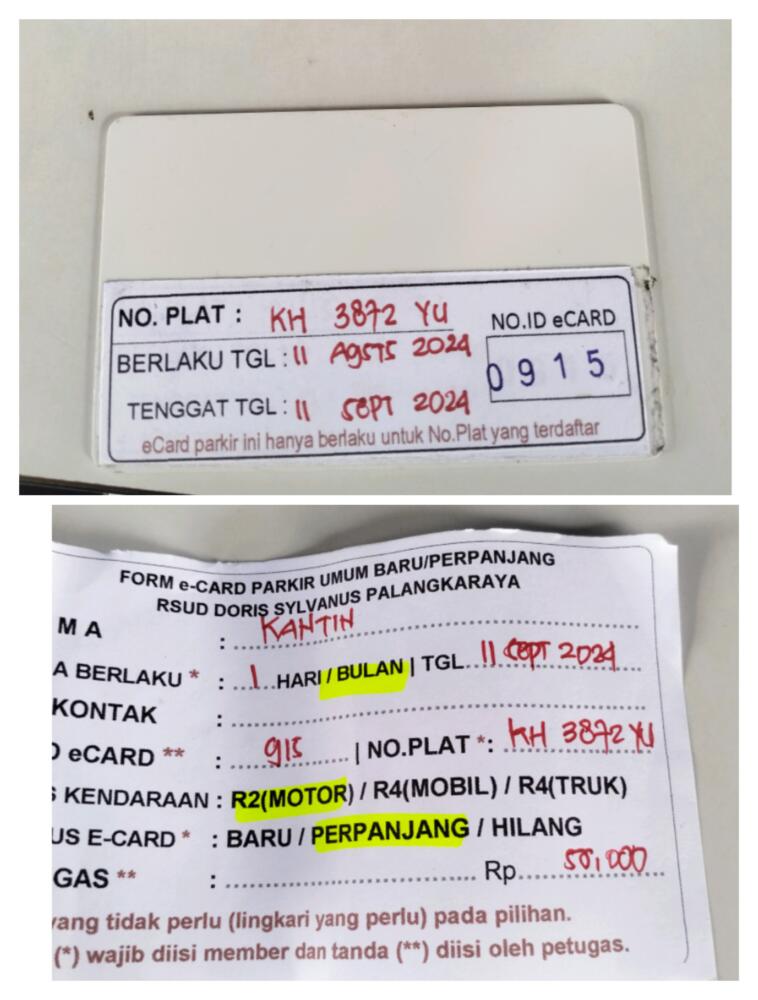 NO. PLAT : KH 3872 YU
NO.ID eCARD
BERLAKU TGL : 11 AGSTS 2024
0915
TENGGAT TGL : 11 SEPT 2024
eCard parkir ini hanya berlaku untuk No.Plat yang terdaftar
FORM e-CARD PARKIR UMUM BARU/PERPANJANG
RSUD DORIS SYLVANUS PALANGKARAYA
M A : KANTIN
A BERLAKU * : 1 HARI / BULAN | TGL. 11 SEPT 2024
KONTAK :
D eCARD ** : 915 | NO.PLAT *: KH 3872 YU
S KENDARAAN : R2(MOTOR) / R4(MOBIL) / R4(TRUK)
US E-CARD * : BARU / PERPANJANG / HILANG
GAS ** : Rp.
yang tidak perlu (lingkari yang perlu) pada pilihan.
(*) wajib diisi member dan tanda (**) diisi oleh petugas.